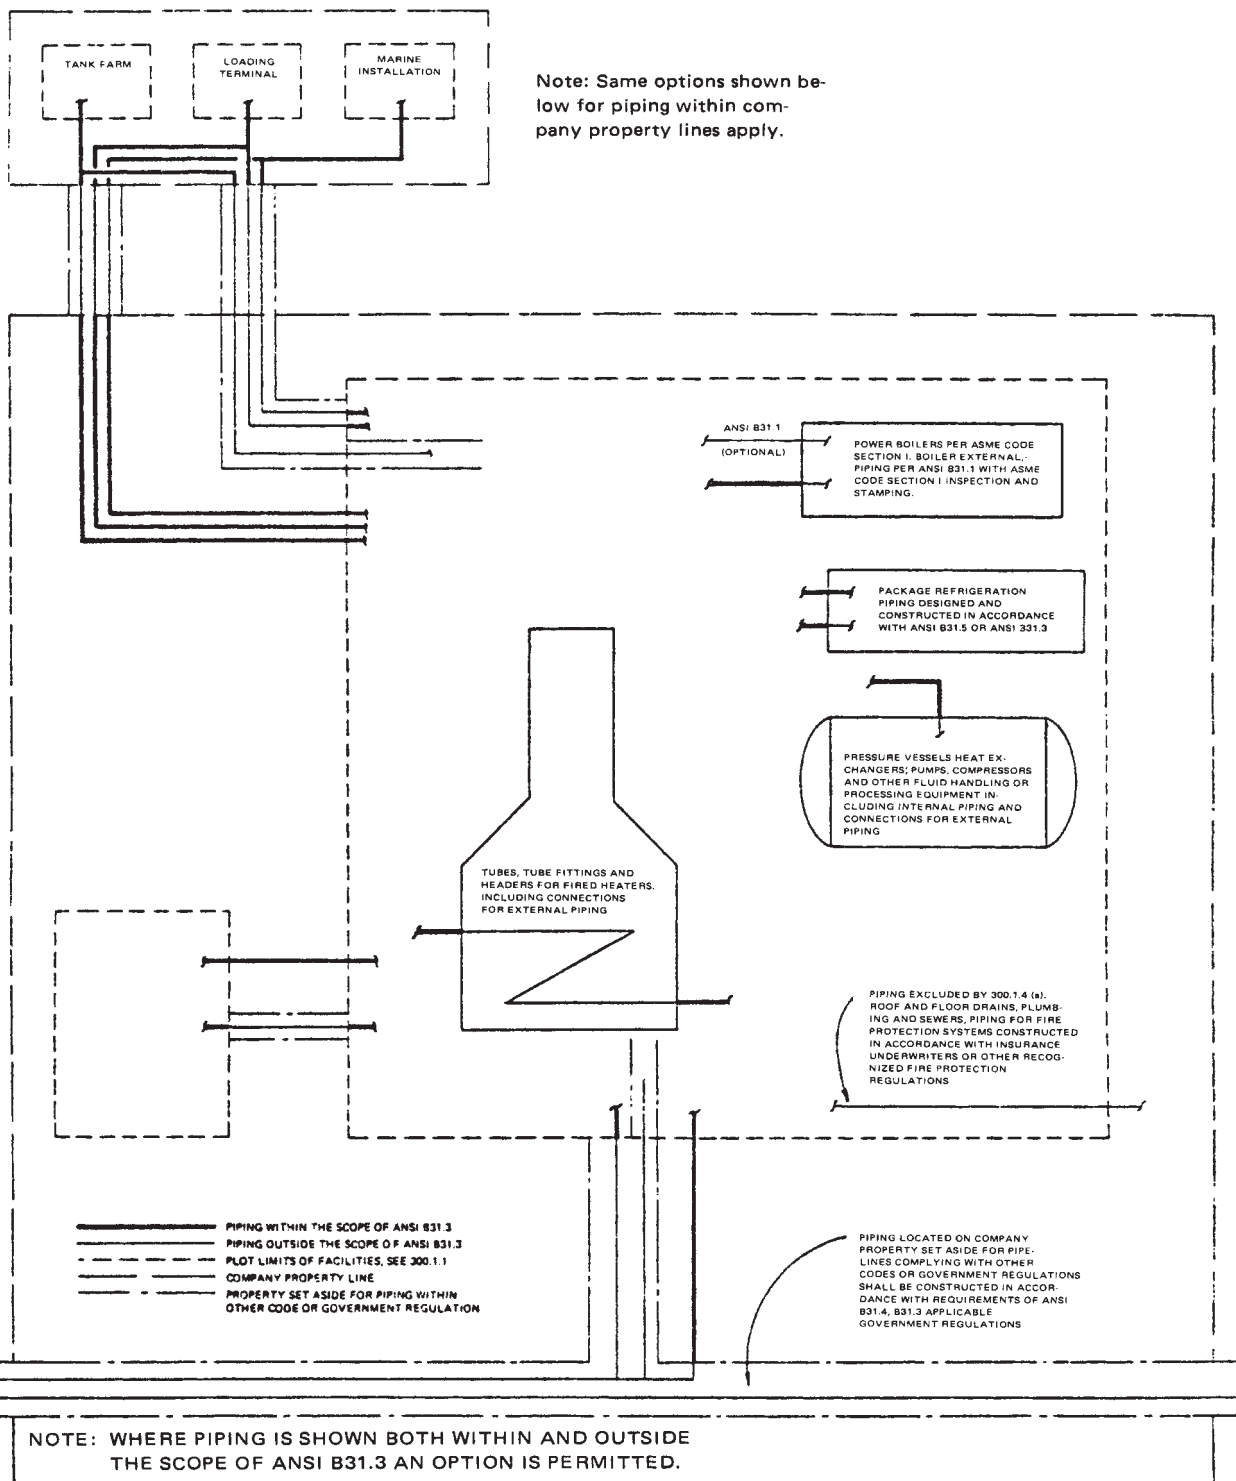 TANK FARM
LOADING
TERMINAL
MARINE
INSTALLATION
Note: Same options shown be-
low for piping within com-
pany property lines apply.
ANSI B31.1
(OPTIONAL)
POWER BOILERS PER ASME CODE
SECTION I. BOILER EXTERNAL,
PIPING PER ANSI B31.1 WITH ASME
CODE SECTION I INSPECTION AND
STAMPING.
PACKAGE REFRIGERATION
PIPING DESIGNED AND
CONSTRUCTED IN ACCORDANCE
WITH ANSI B31.5 OR ANSI 331.3
PRESSURE VESSELS HEAT EX-
CHANGERS; PUMPS, COMPRESSORS
AND OTHER FLUID HANDLING OR
PROCESSING EQUIPMENT IN-
CLUDING INTERNAL PIPING AND
CONNECTIONS FOR EXTERNAL
PIPING
TUBES, TUBE FITTINGS AND
HEADERS FOR FIRED HEATERS.
INCLUDING CONNECTIONS
FOR EXTERNAL PIPING
PIPING EXCLUDED BY 300.1.4 (a).
ROOF AND FLOOR DRAINS, PLUMB-
ING AND SEWERS, PIPING FOR FIRE
PROTECTION SYSTEMS CONSTRUCTED
IN ACCORDANCE WITH INSURANCE
UNDERWRITERS OR OTHER RECOG-
NIZED FIRE PROTECTION
REGULATIONS
PIPING WITHIN THE SCOPE OF ANSI B31.3
PIPING OUTSIDE THE SCOPE OF ANSI B31.3
PLOT LIMITS OF FACILITIES, SEE 300.1.1
COMPANY PROPERTY LINE
PROPERTY SET ASIDE FOR PIPING WITHIN
OTHER CODE OR GOVERNMENT REGULATION
PIPING LOCATED ON COMPANY
PROPERTY SET ASIDE FOR PIPE-
LINES COMPLYING WITH OTHER
CODES OR GOVERNMENT REGULATIONS
SHALL BE CONSTRUCTED IN ACCOR-
DANCE WITH REQUIREMENTS OF ANSI
B31.4, B31.3 APPLICABLE
GOVERNMENT REGULATIONS
NOTE: WHERE PIPING IS SHOWN BOTH WITHIN AND OUTSIDE
THE SCOPE OF ANSI B31.3 AN OPTION IS PERMITTED.